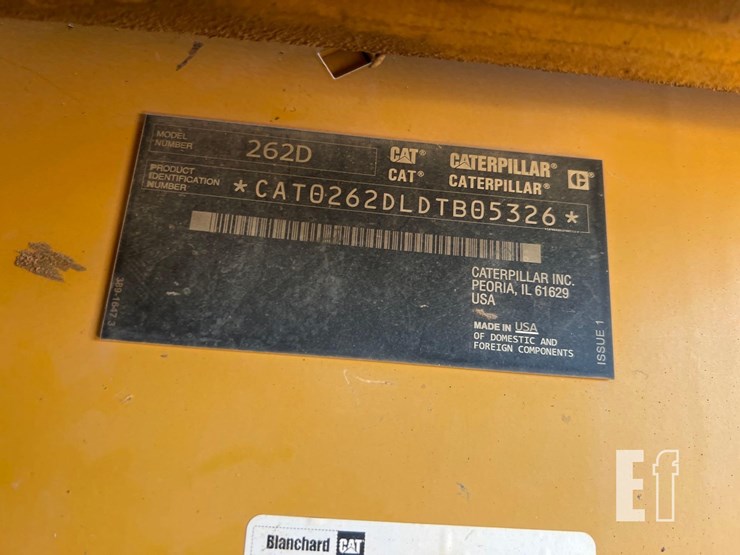 MODEL NUMBER 262D
CAT® CATERPILLAR® C
CAT® CATERPILLAR®
PRODUCT IDENTIFICATION NUMBER *CAT0262DLDTB05326*
CATERPILLAR INC.
PEORIA, IL 61629
USA
MADE IN USA
OF DOMESTIC AND
FOREIGN COMPONENTS
ISSUE 1
Blanchard CAT
Ef